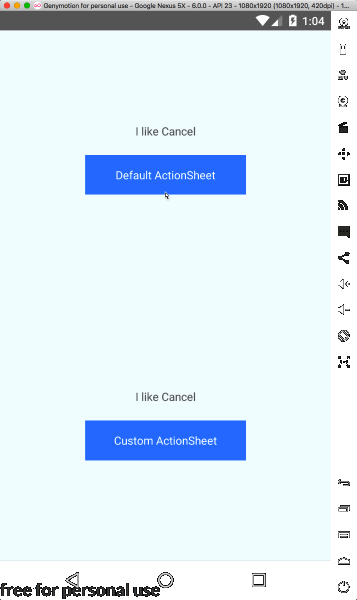 Genymotion for personal use – Google Nexus 5X - 6.0.0 - API 23 - 1080x1920 (1080x1920, 420dpi) - 1...
1:04
I like Cancel
Default ActionSheet
I like Cancel
Custom ActionSheet
free for personal use